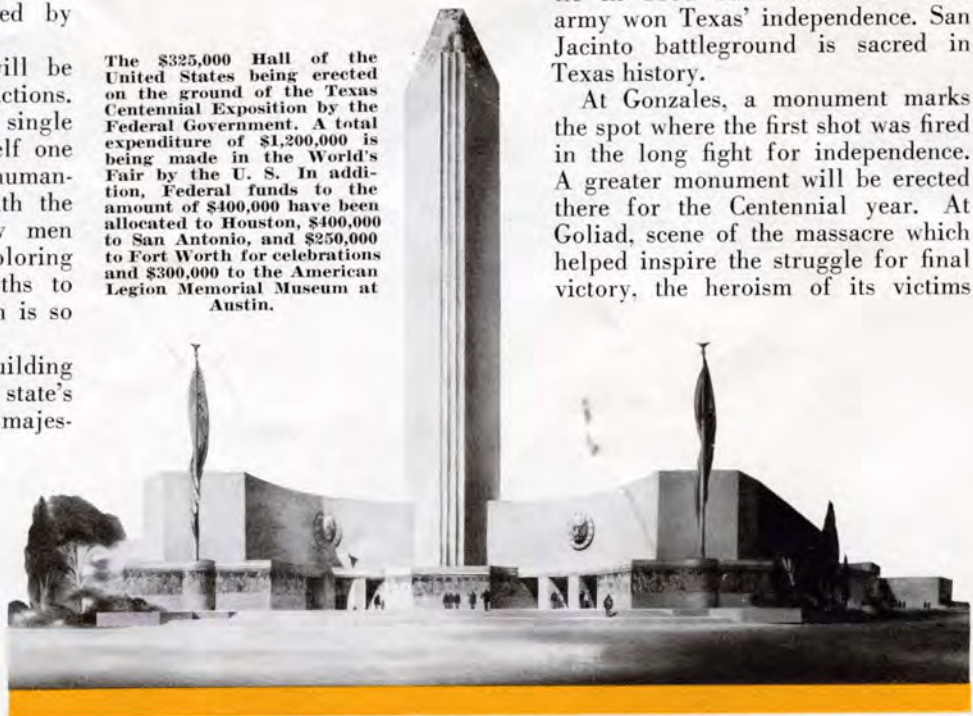 ed by
ill be
ctions.
single
elf one
human-
th the
y men
ploring
ths to
n is so
uilding
state's
majes-
The $325,000 Hall of the
United States being erected
on the ground of the Texas
Centennial Exposition by the
Federal Government. A total
expenditure of $1,200,000 is
being made in the World's
Fair by the U. S. In addi-
tion, Federal funds to the
amount of $400,000 have been
allocated to Houston, $400,000
to San Antonio, and $250,000
to Fort Worth for celebrations
and $300,000 to the American
Legion Memorial Museum at
Austin.
army won Texas' independence. San
Jacinto battleground is sacred in
Texas history.
At Gonzales, a monument marks
the spot where the first shot was fired
in the long fight for independence.
A greater monument will be erected
there for the Centennial year. At
Goliad, scene of the massacre which
helped inspire the struggle for final
victory, the heroism of its victims